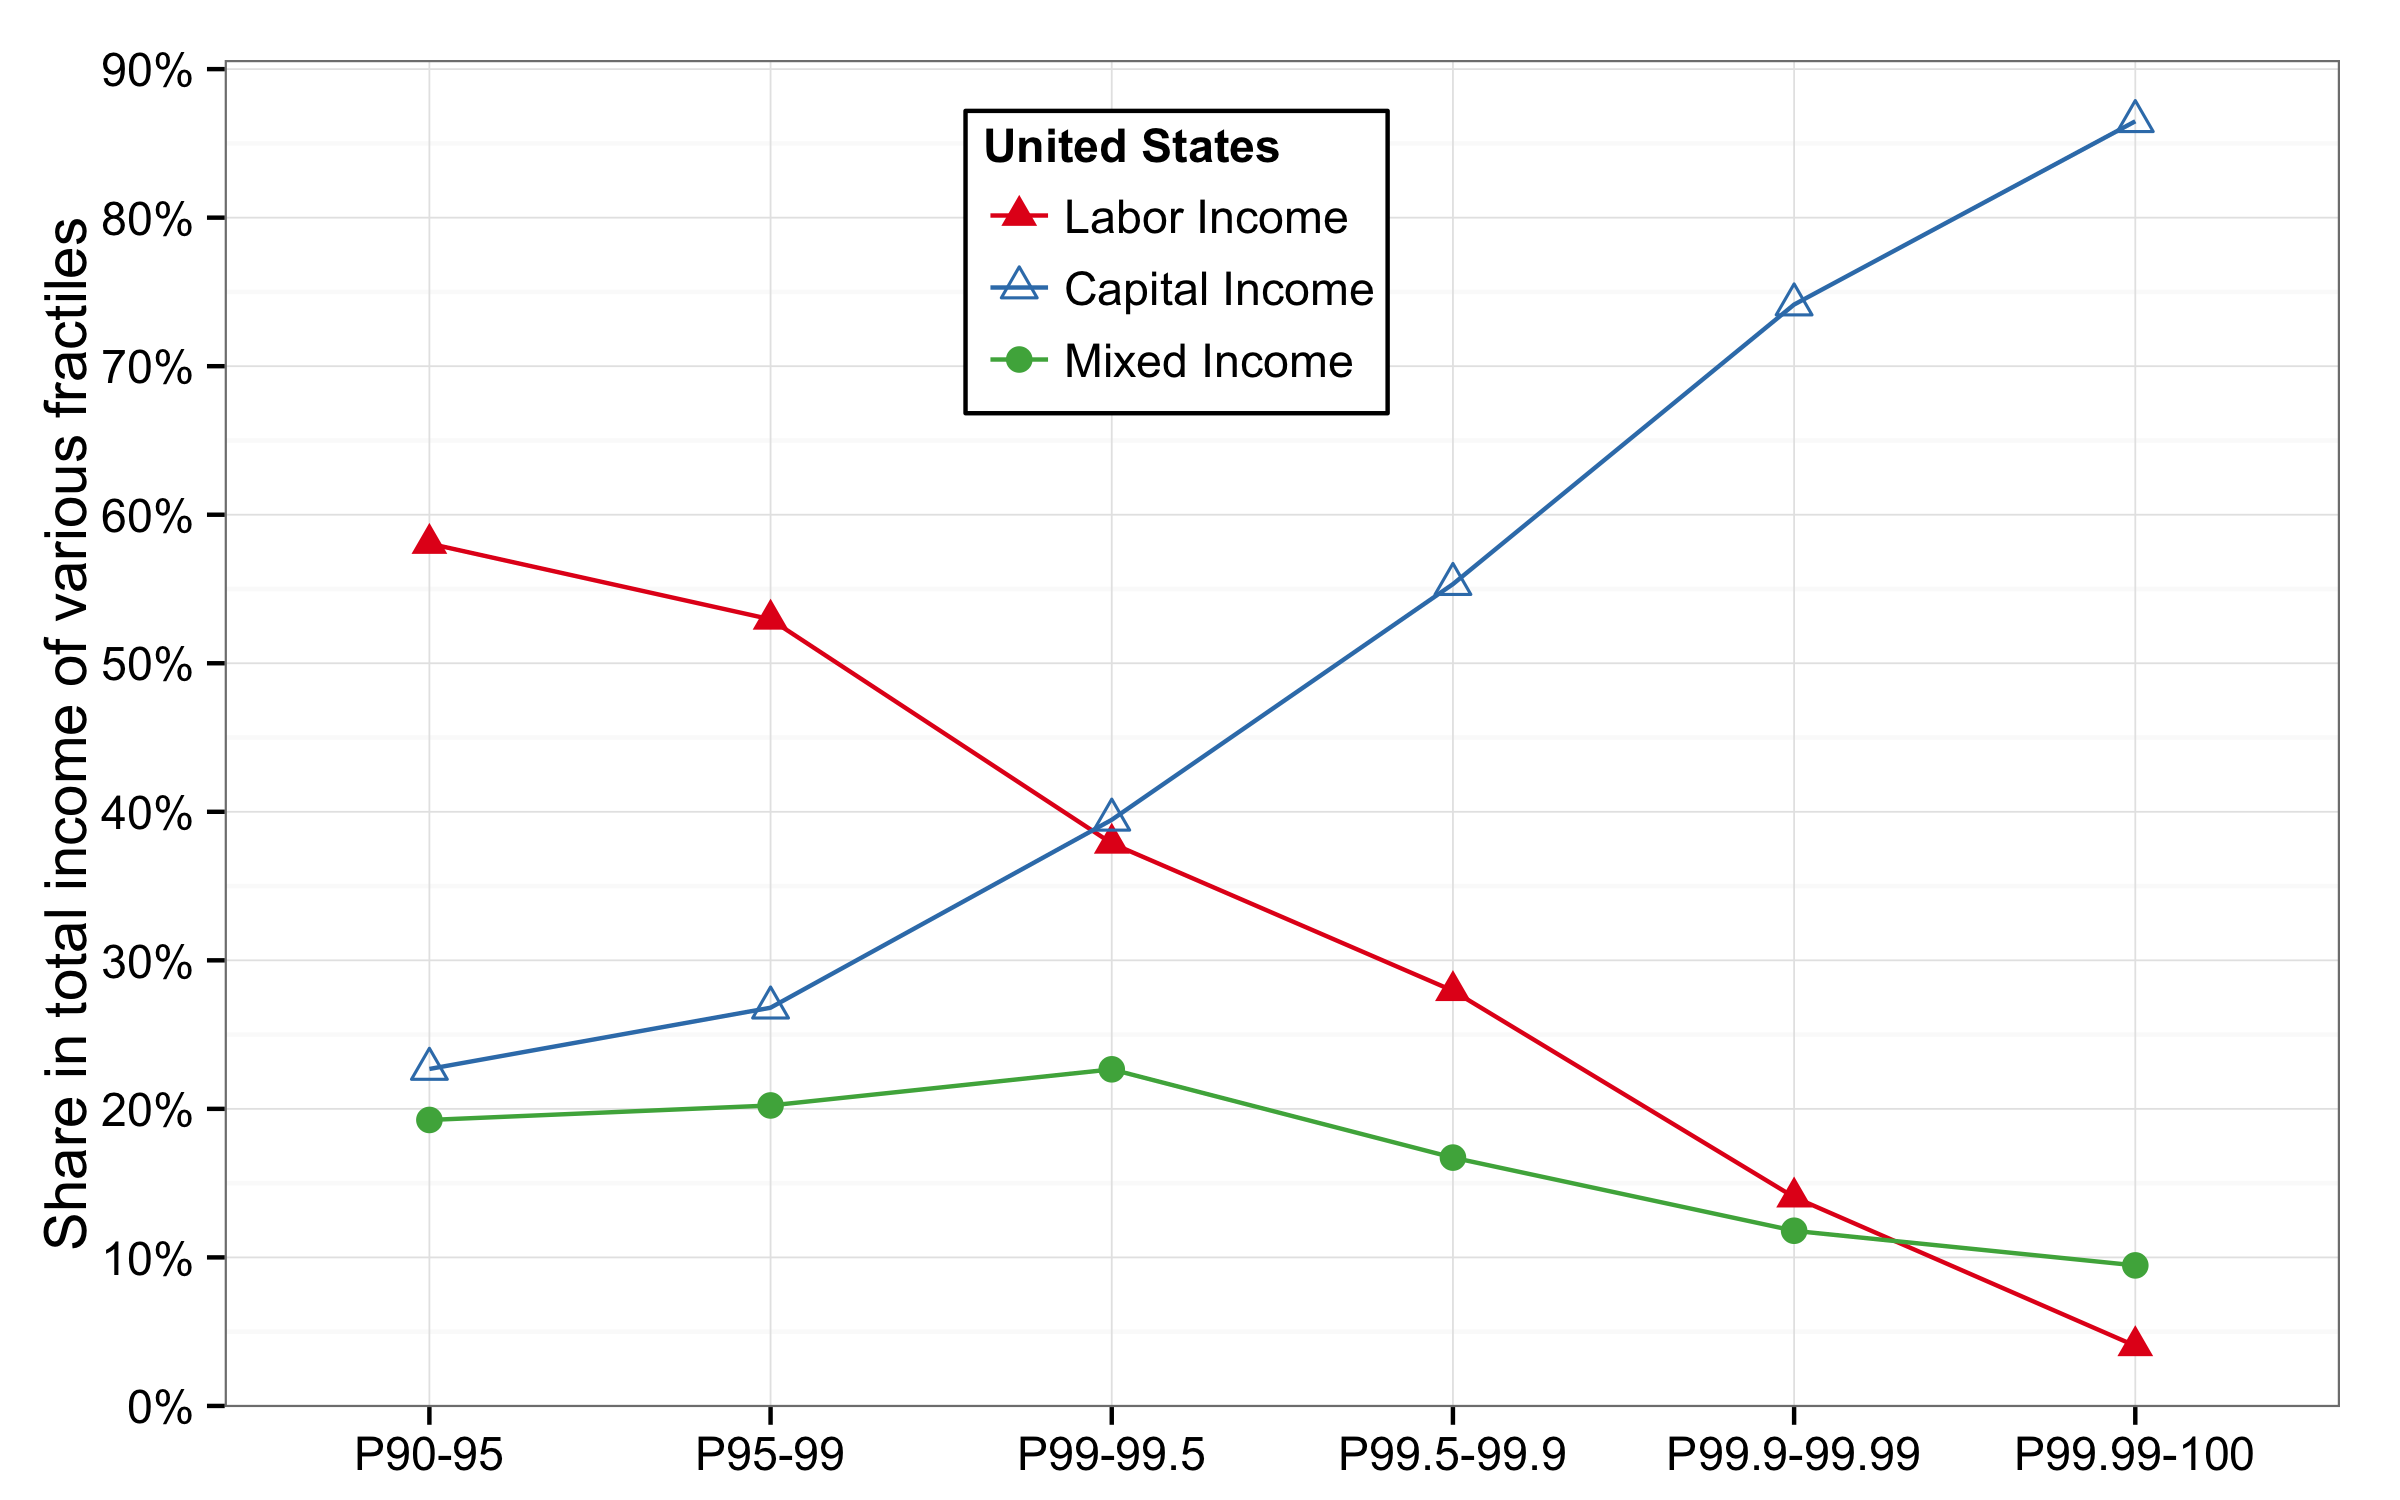 Share in total income of various fractiles
90%
80%
70%
60%
50%
40%
30%
20%
10%
0%
United States
Labor Income
Capital Income
Mixed Income
P90-95
P95-99
P99-99.5
P99.5-99.9
P99.9-99.99
P99.99-100